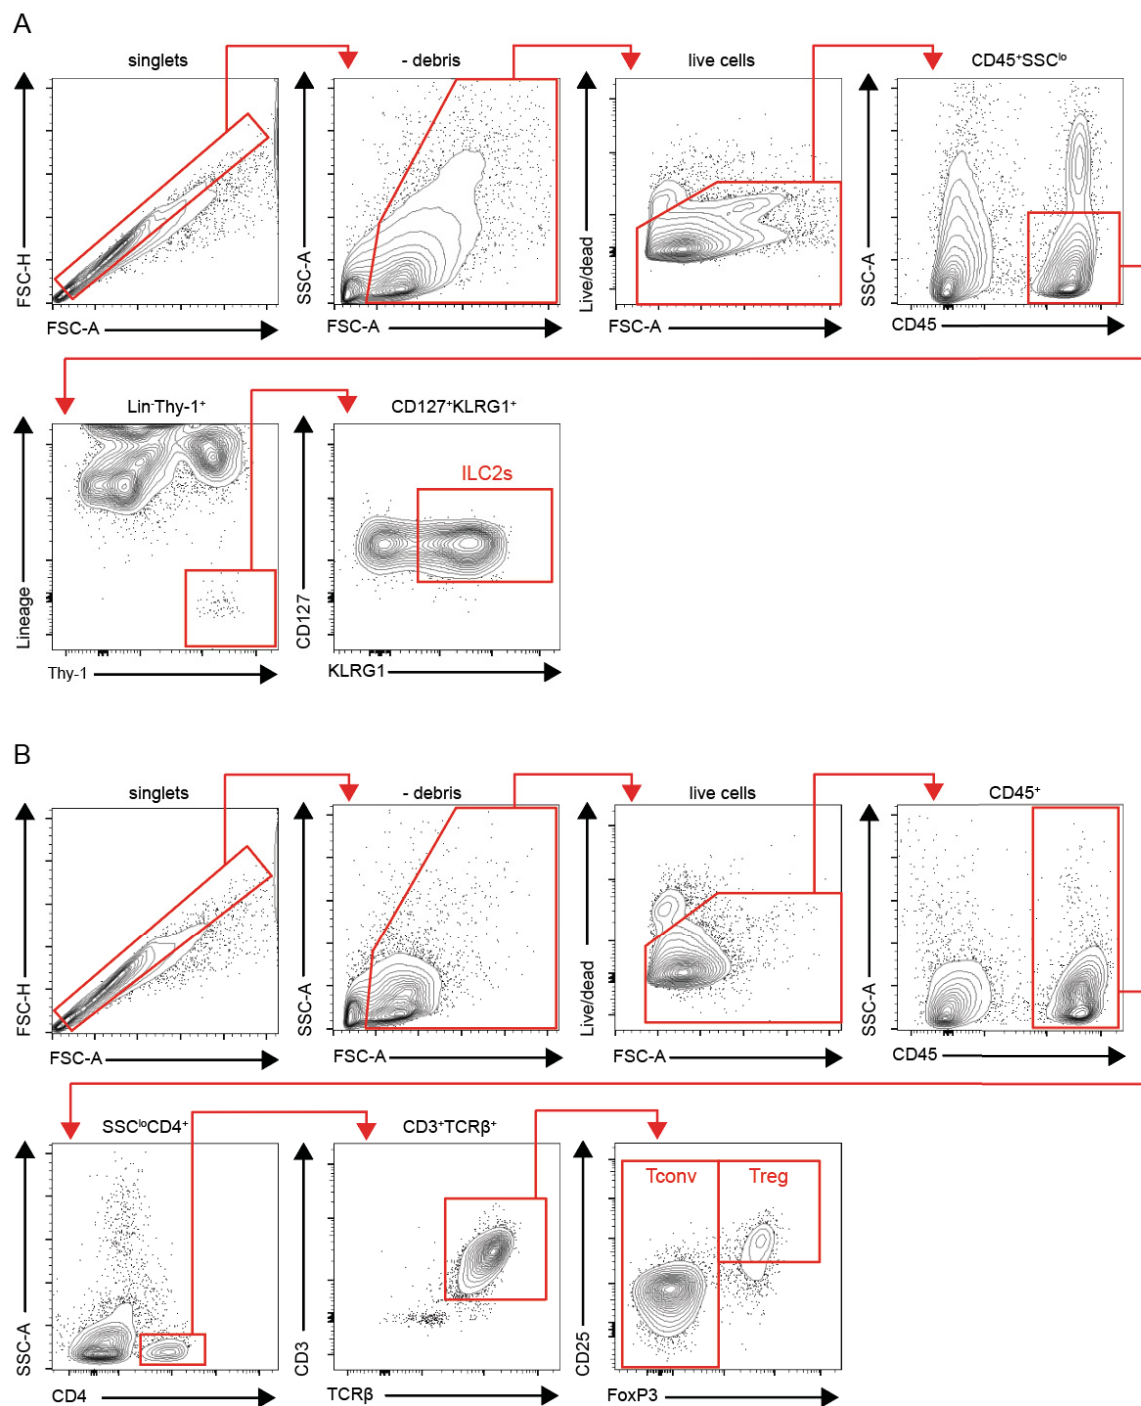 A
singlets
- debris
live cells
CD45⁺SSCˡᵒ
FSC-H
SSC-A
Live/dead
SSC-A
FSC-A
FSC-A
FSC-A
CD45
Lin⁻Thy-1⁺
CD127⁺KLRG1⁺
ILC2s
Lineage
CD127
Thy-1
KLRG1
B
singlets
- debris
live cells
CD45⁺
FSC-H
SSC-A
Live/dead
SSC-A
FSC-A
FSC-A
FSC-A
CD45
SSCˡᵒCD4⁺
CD3⁺TCRβ⁺
Tconv
Treg
SSC-A
CD3
CD25
CD4
TCRβ
FoxP3